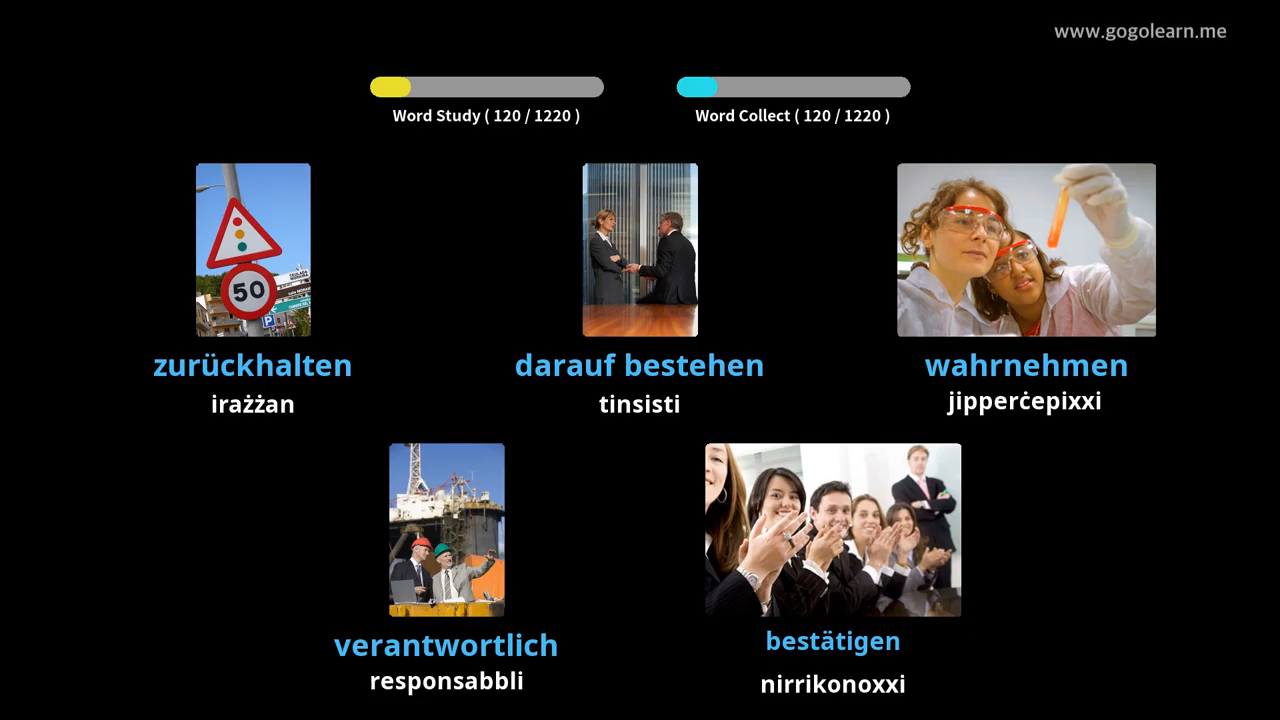 www.gogolearn.me
Word Study ( 120 / 1220 )
Word Collect ( 120 / 1220 )
50
P
zurückhalten
irażżan
darauf bestehen
tinsisti
wahrnehmen
jipperċepixxi
verantwortlich
responsabbli
bestätigen
nirrikonoxxi